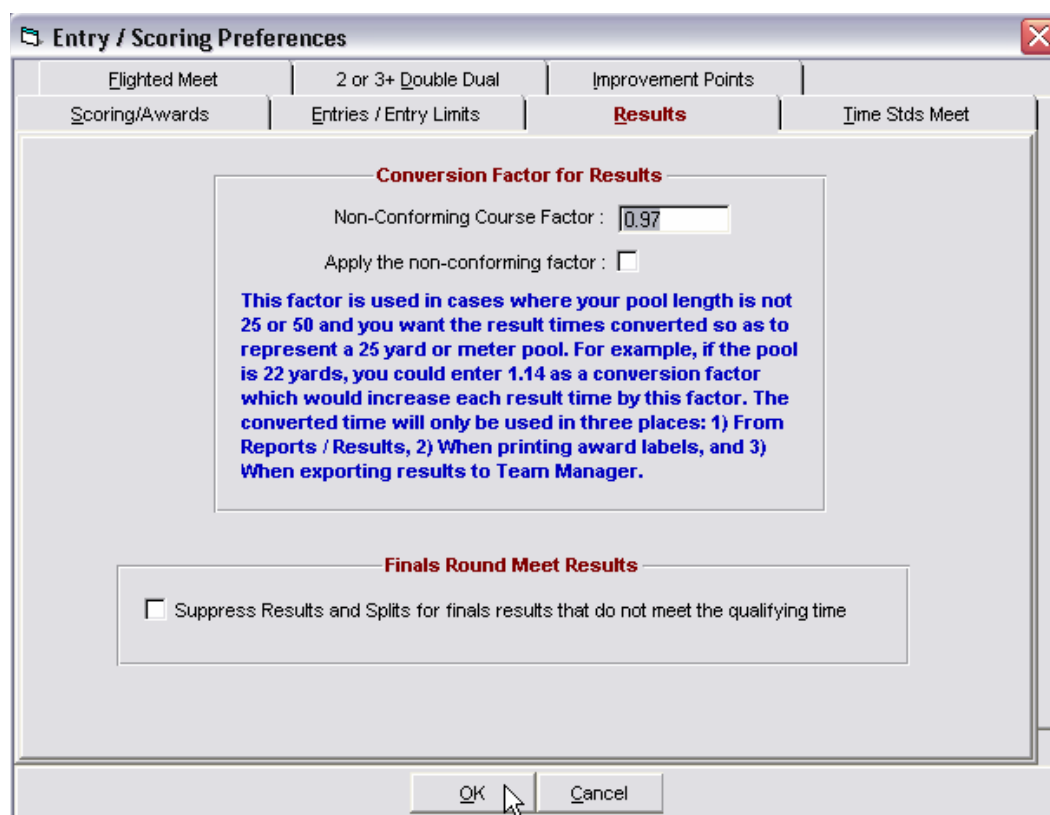 Entry / Scoring Preferences
Flighted Meet
2 or 3+ Double Dual
Improvement Points
Scoring/Awards
Entries / Entry Limits
Results
Time Stds Meet
Conversion Factor for Results
Non-Conforming Course Factor : 0.97
Apply the non-conforming factor :
This factor is used in cases where your pool length is not
25 or 50 and you want the result times converted so as to
represent a 25 yard or meter pool. For example, if the pool
is 22 yards, you could enter 1.14 as a conversion factor
which would increase each result time by this factor. The
converted time will only be used in three places: 1) From
Reports / Results, 2) When printing award labels, and 3)
When exporting results to Team Manager.
Finals Round Meet Results
Suppress Results and Splits for finals results that do not meet the qualifying time
OK
Cancel